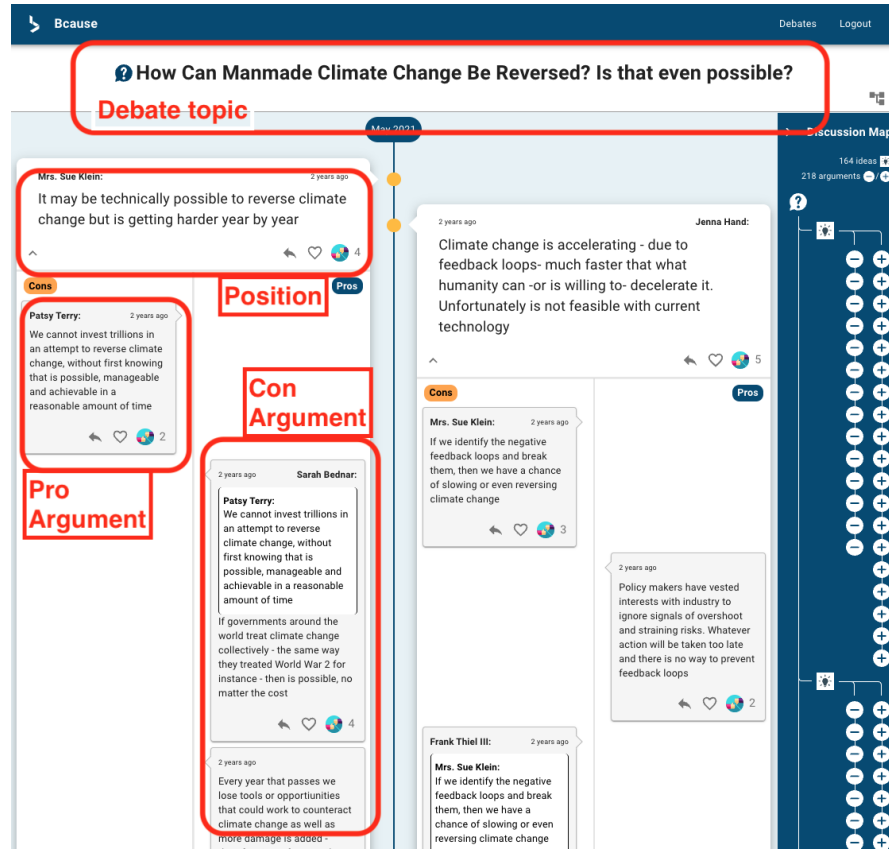 Bcause
Debates
Logout
How Can Manmade Climate Change Be Reversed? Is that even possible?
Debate topic
May 2021
Discussion Map
164 ideas
218 arguments
Mrs. Sue Klein:
2 years ago
It may be technically possible to reverse climate
change but is getting harder year by year
4
Position
Cons
Pros
Patsy Terry:
2 years ago
We cannot invest trillions in
an attempt to reverse climate
change, without first knowing
that is possible, manageable
and achievable in a
reasonable amount of time
2
Pro
Argument
Con
Argument
2 years ago
Sarah Bednar:
Patsy Terry:
We cannot invest trillions in
an attempt to reverse
climate change, without
first knowing that is
possible, manageable and
achievable in a reasonable
amount of time
If governments around the
world treat climate change
collectively - the same way
they treated World War 2 for
instance - then is possible, no
matter the cost
4
2 years ago
Every year that passes we
lose tools or opportiunities
that could work to counteract
climate change as well as
more damage is added -
2 years ago
Jenna Hand:
Climate change is accelerating - due to
feedback loops- much faster that what
humanity can -or is willing to- decelerate it.
Unfortunately is not feasible with current
technology
5
Cons
Pros
Mrs. Sue Klein:
2 years ago
If we identify the negative
feedback loops and break
them, then we have a chance
of slowing or even reversing
climate change
3
2 years ago
Policy makers have vested
interests with industry to
ignore signals of overshoot
and straining risks. Whatever
action will be taken too late
and there is no way to prevent
feedback loops
2
Frank Thiel III:
2 years ago
Mrs. Sue Klein:
If we identify the negative
feedback loops and break
them, then we have a
chance of slowing or even
reversing climate change